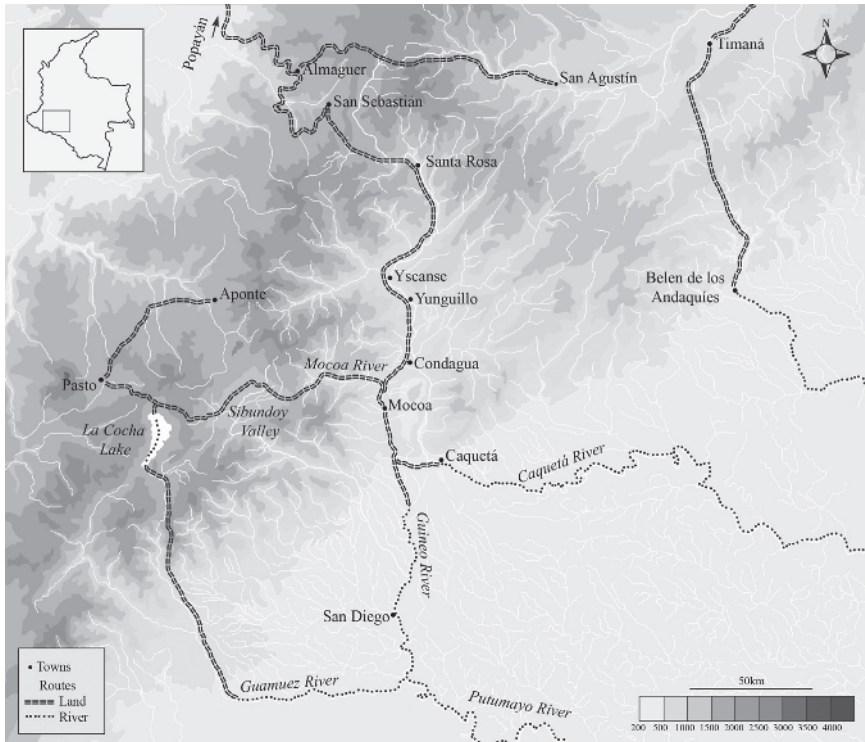 Popayán
Almaguer
San Agustín
Timaná
N
San Sebastián
Santa Rosa
Yscanse
Yunguillo
Belen de los
Andaquíes
Aponte
Condagua
Mocoa River
Pasto
Mocoa
Sibundoy
Valley
La Cocha
Lake
Caquetá
Caquetá River
Guineo River
San Diego
Guamuez River
Putumayo River
Towns
Routes
Land
River
50km
200 500 1000 1500 2000 2500 3000 3500 4000